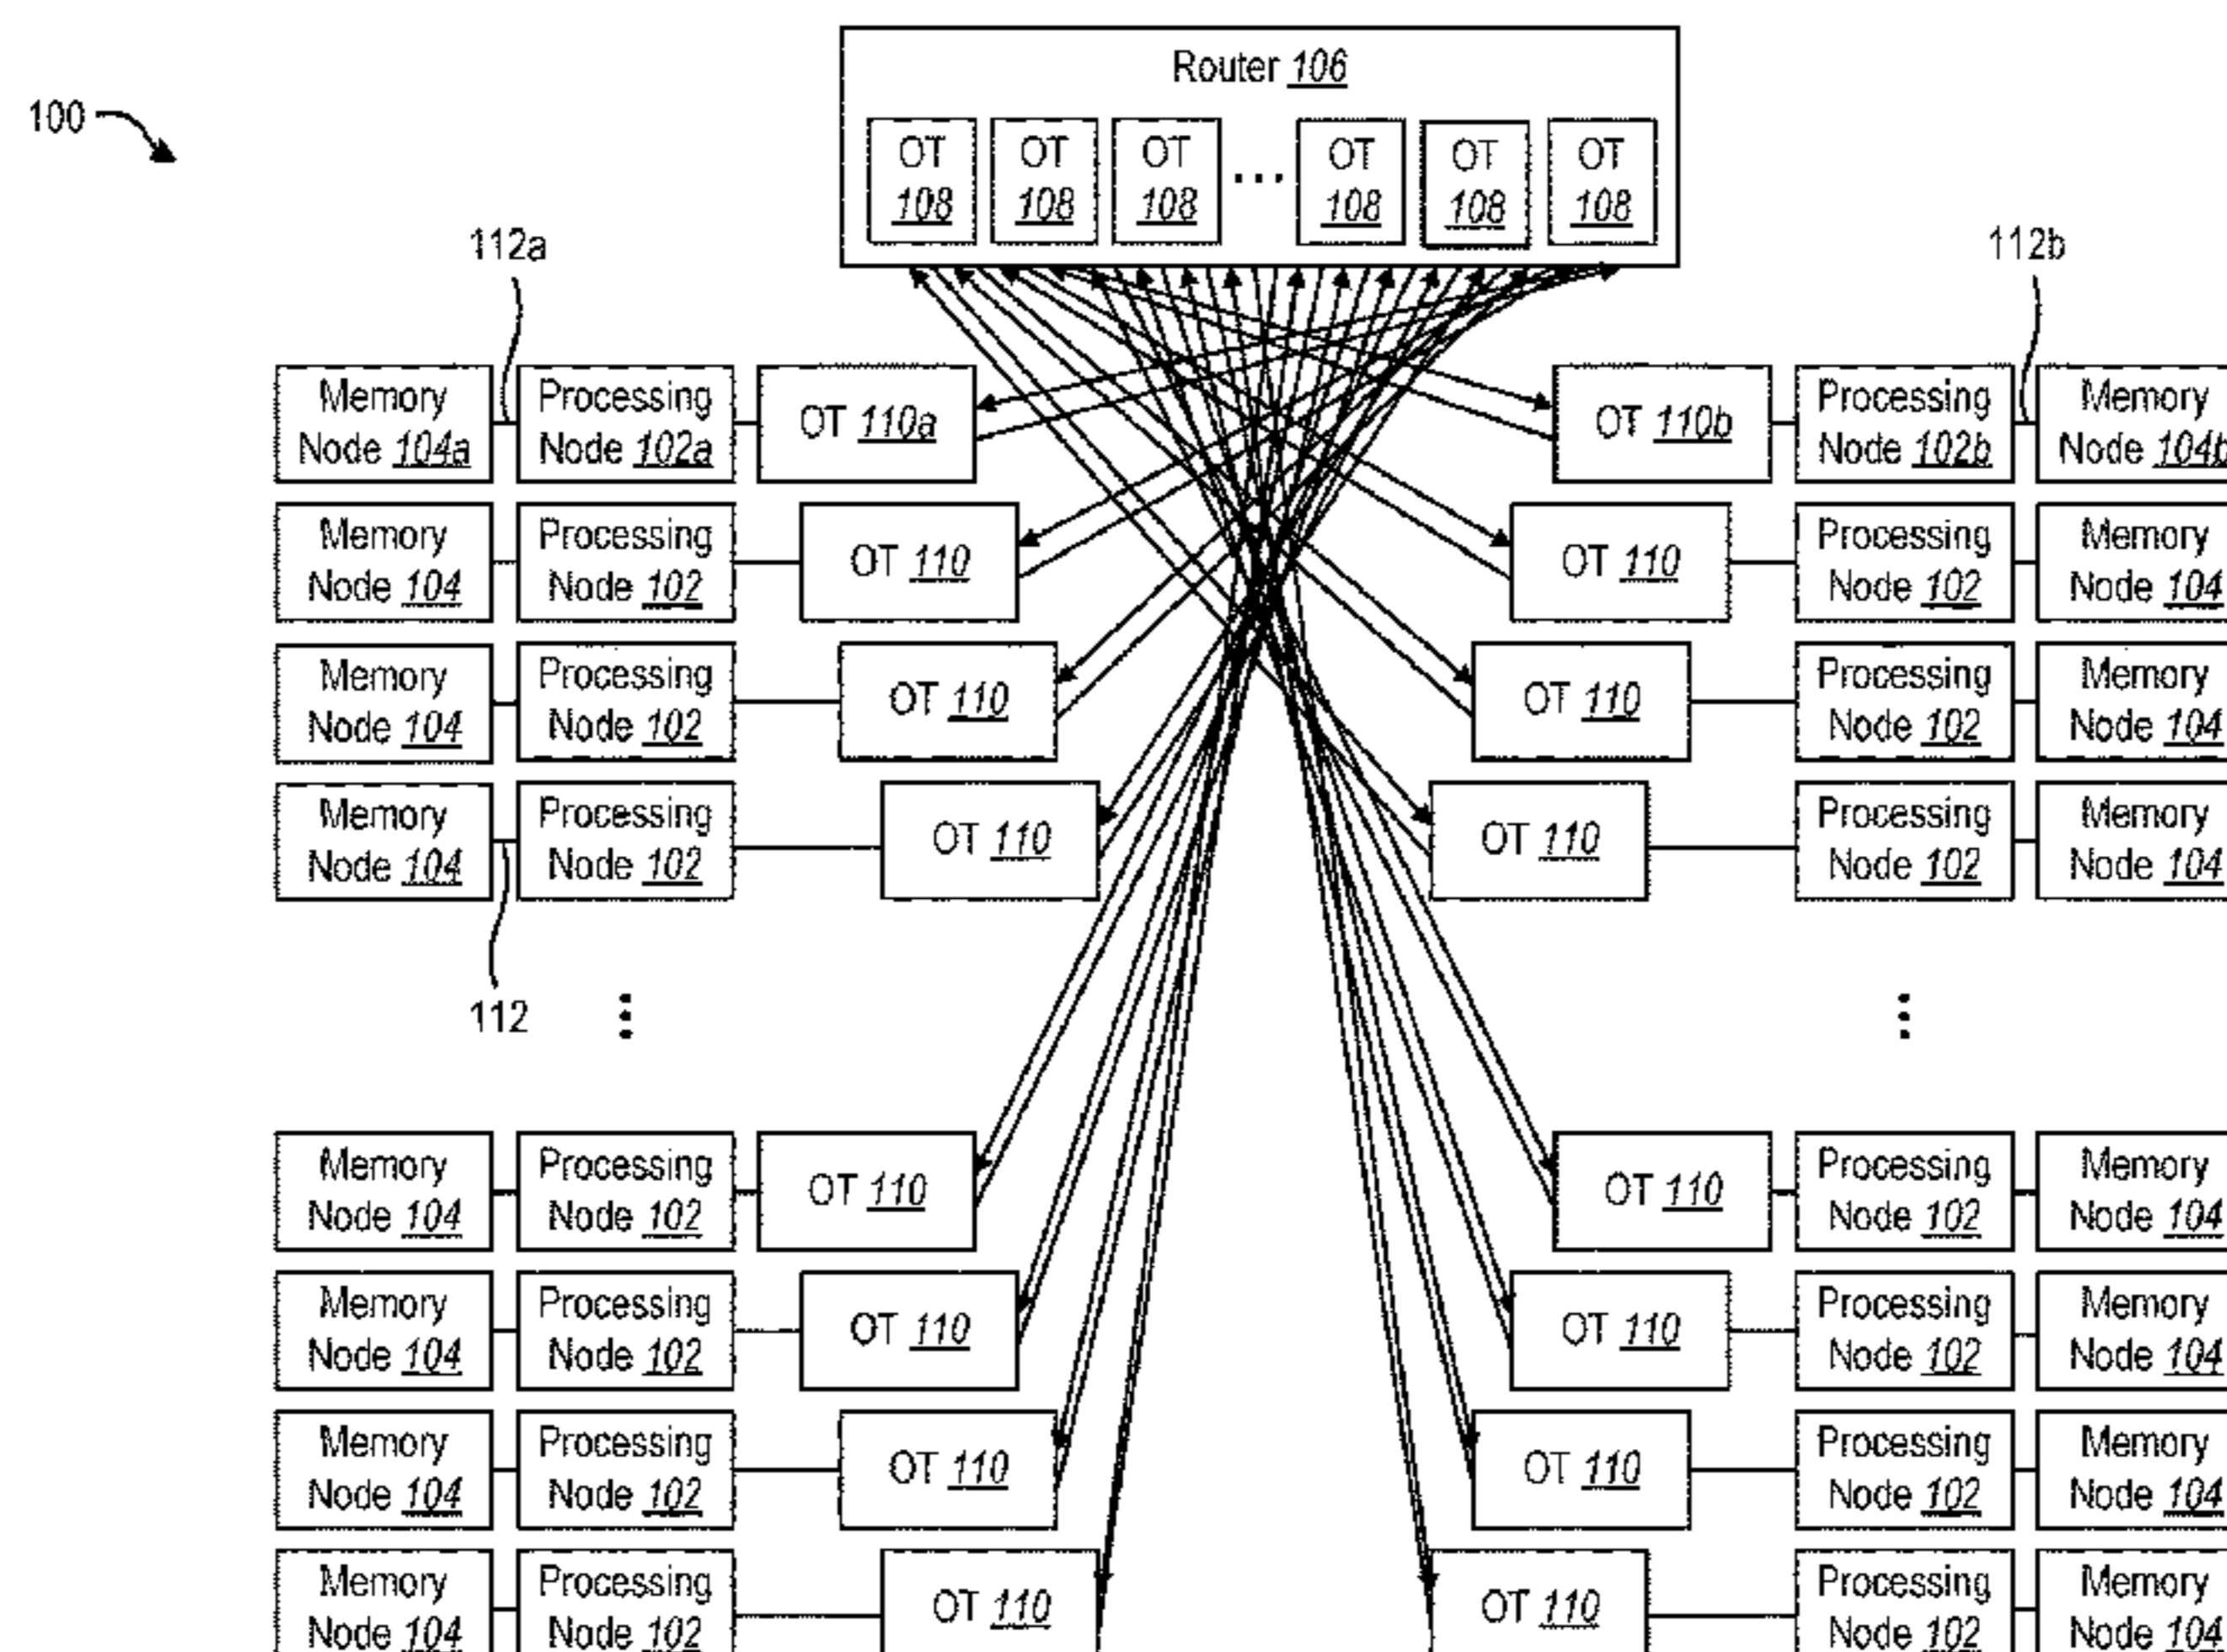 Router 106
100
OT OT OT ... OT OT OT
108 108 108 108 108 108
112a 112b
Memory Processing OT 110a OT 110b Processing Memory
Node 104a Node 102a Node 102b Node 104b
Memory Processing OT 110 OT 110 Processing Memory
Node 104 Node 102 Node 102 Node 104
Memory Processing OT 110 OT 110 Processing Memory
Node 104 Node 102 Node 102 Node 104
Memory Processing OT 110 OT 110 Processing Memory
Node 104 Node 102 Node 102 Node 104
112
Memory Processing OT 110 OT 110 Processing Memory
Node 104 Node 102 Node 102 Node 104
Memory Processing OT 110 OT 110 Processing Memory
Node 104 Node 102 Node 102 Node 104
Memory Processing OT 110 OT 110 Processing Memory
Node 104 Node 102 Node 102 Node 104
Memory Processing OT 110 OT 110 Processing Memory
Node 104 Node 102 Node 102 Node 104